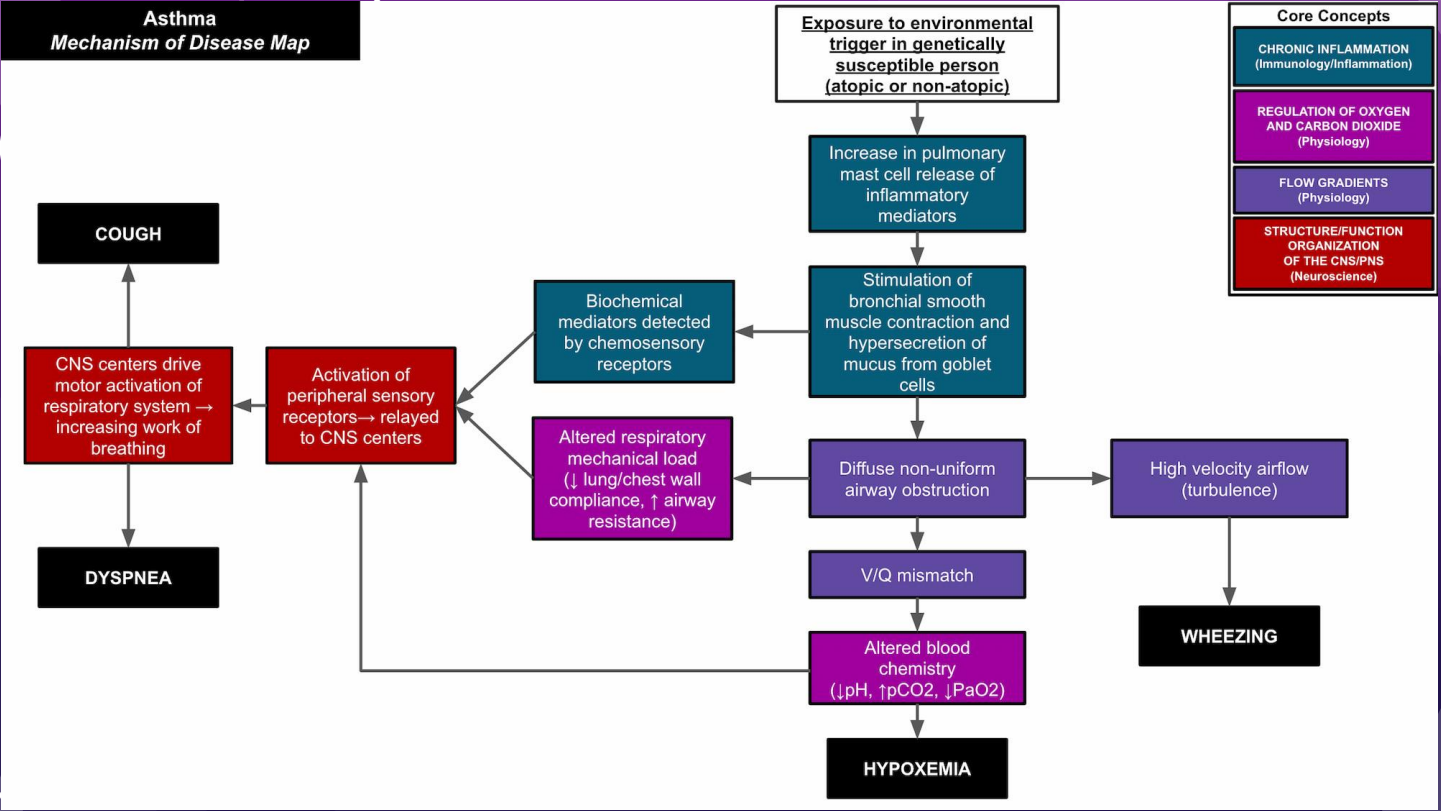 Asthma
Mechanism of Disease Map
Exposure to environmental
trigger in genetically
susceptible person
(atopic or non-atopic)
Core Concepts
CHRONIC INFLAMMATION
(Immunology/Inflammation)
REGULATION OF OXYGEN
AND CARBON DIOXIDE
(Physiology)
FLOW GRADIENTS
(Physiology)
STRUCTURE/FUNCTION
ORGANIZATION
OF THE CNS/PNS
(Neuroscience)
Increase in pulmonary
mast cell release of
inflammatory
mediators
Stimulation of
bronchial smooth
muscle contraction and
hypersecretion of
mucus from goblet
cells
Biochemical
mediators detected
by chemosensory
receptors
COUGH
CNS centers drive
motor activation of
respiratory system →
increasing work of
breathing
Activation of
peripheral sensory
receptors→ relayed
to CNS centers
Altered respiratory
mechanical load
(↓ lung/chest wall
compliance, ↑ airway
resistance)
Diffuse non-uniform
airway obstruction
High velocity airflow
(turbulence)
DYSPNEA
V/Q mismatch
WHEEZING
Altered blood
chemistry
(↓pH, ↑pCO2, ↓PaO2)
HYPOXEMIA